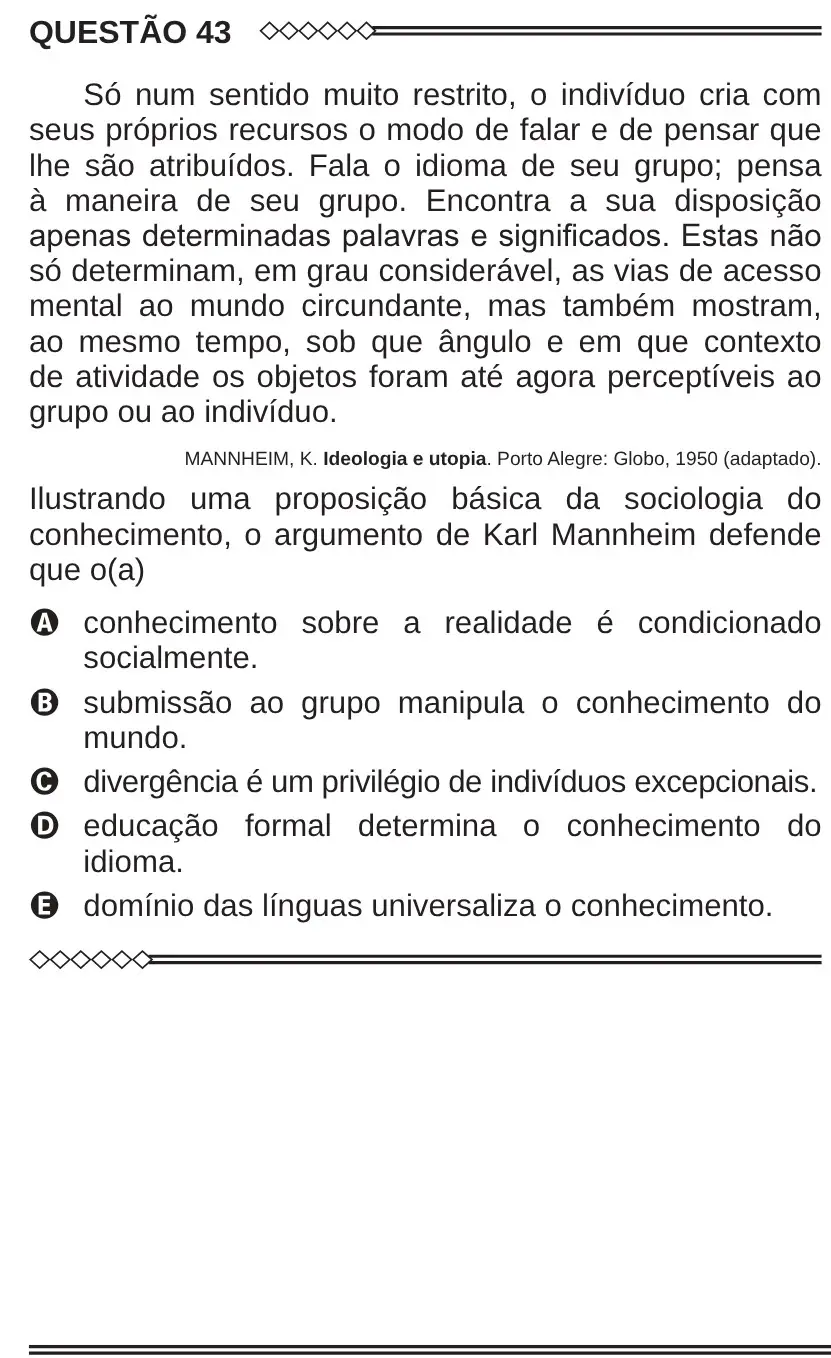 QUESTÃO 43
Só num sentido muito restrito, o indivíduo cria com
seus próprios recursos o modo de falar e de pensar que
lhe são atribuídos. Fala o idioma de seu grupo; pensa
à maneira de seu grupo. Encontra a sua disposição
apenas determinadas palavras e significados. Estas não
só determinam, em grau considerável, as vias de acesso
mental ao mundo circundante, mas também mostram,
ao mesmo tempo, sob que ângulo e em que contexto
de atividade os objetos foram até agora perceptíveis ao
grupo ou ao indivíduo.
MANNHEIM, K. Ideologia e utopia. Porto Alegre: Globo, 1950 (adaptado).
Ilustrando uma proposição básica da sociologia do
conhecimento, o argumento de Karl Mannheim defende
que o(a)
A conhecimento sobre a realidade é condicionado
socialmente.
B submissão ao grupo manipula o conhecimento do
mundo.
C divergência é um privilégio de indivíduos excepcionais.
D educação formal determina o conhecimento do
idioma.
E domínio das línguas universaliza o conhecimento.